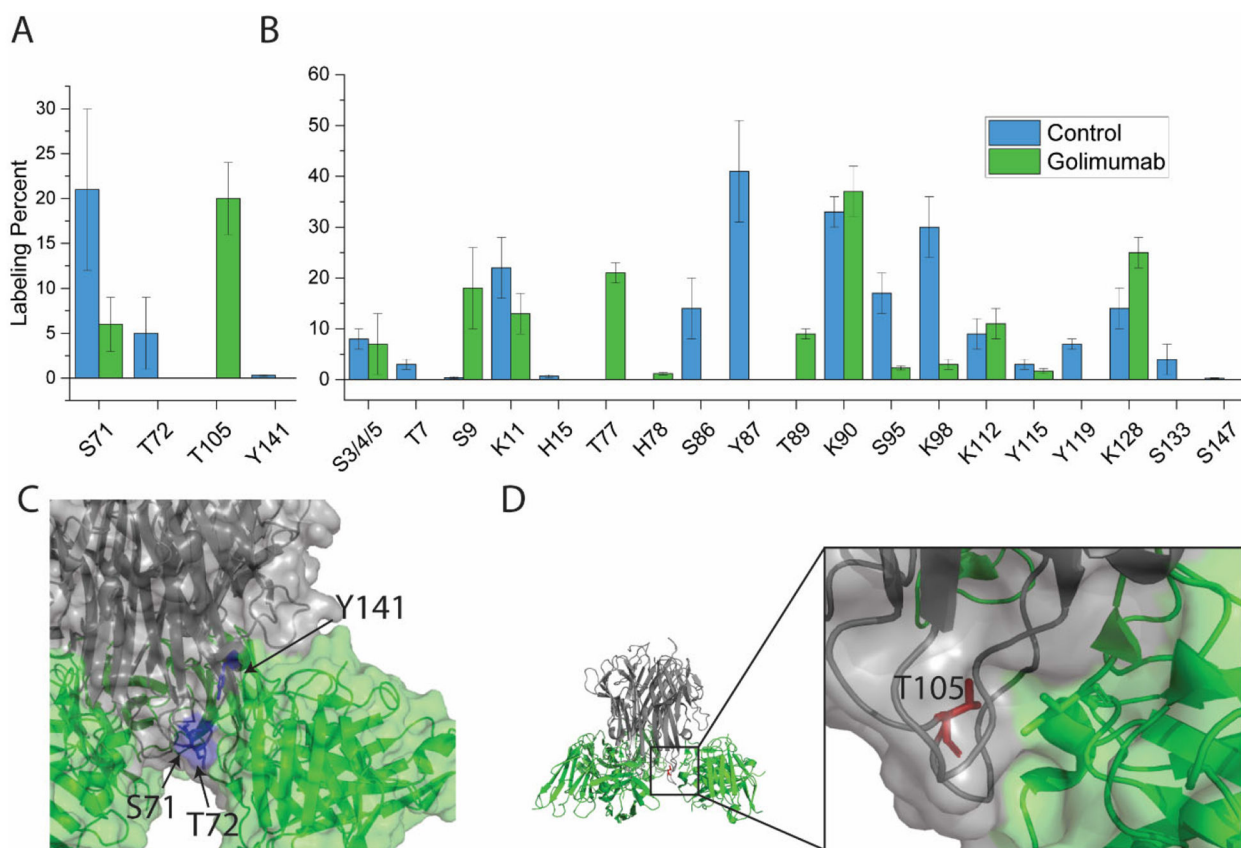 A
B
Labeling Percent
30
25
20
15
10
5
0
S71
T72
T105
Y141
60
50
40
30
20
10
0
Control
Golimumab
S3/4/5
T7
S9
K11
H15
T77
H78
S86
Y87
T89
K90
S95
K98
K112
Y115
Y119
K128
S133
S147
C
Y141
S71
T72
D
T105